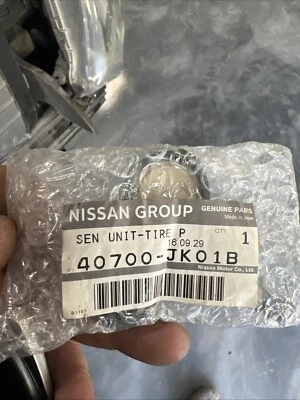 NISSAN GROUP GENUINE PARTS
Made in Japan
SEN UNIT-TIRE P QTY 1
16.09.29
40700-JK01B
Nissan Motor Co., Ltd.